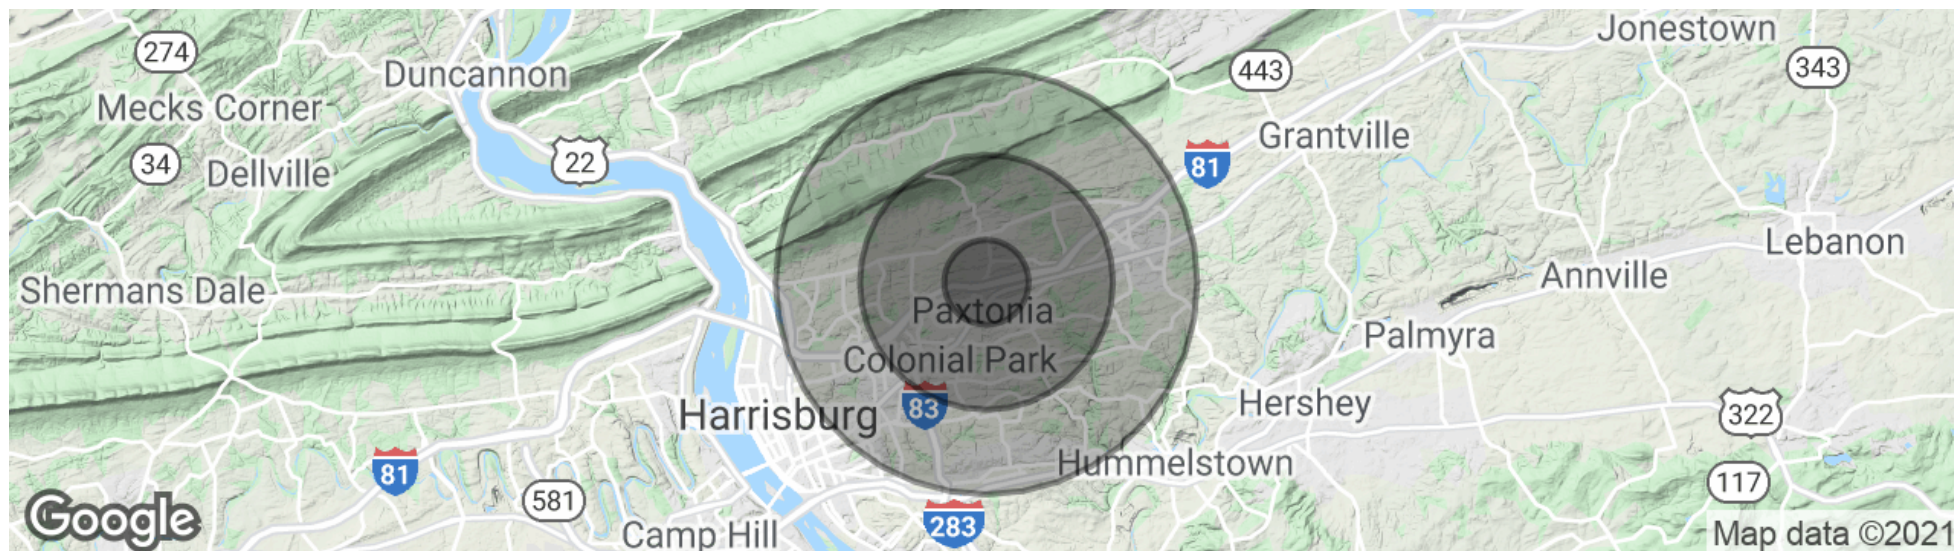 Jonestown
274
443
343
Duncannon
Mecks Corner
Grantville
34
22
81
Dellville
Lebanon
Annville
Shermans Dale
Paxtonia
Palmyra
Colonial Park
Hershey
83
Harrisburg
322
Hummelstown
81
117
581
Google
283
Camp Hill
Map data ©2021